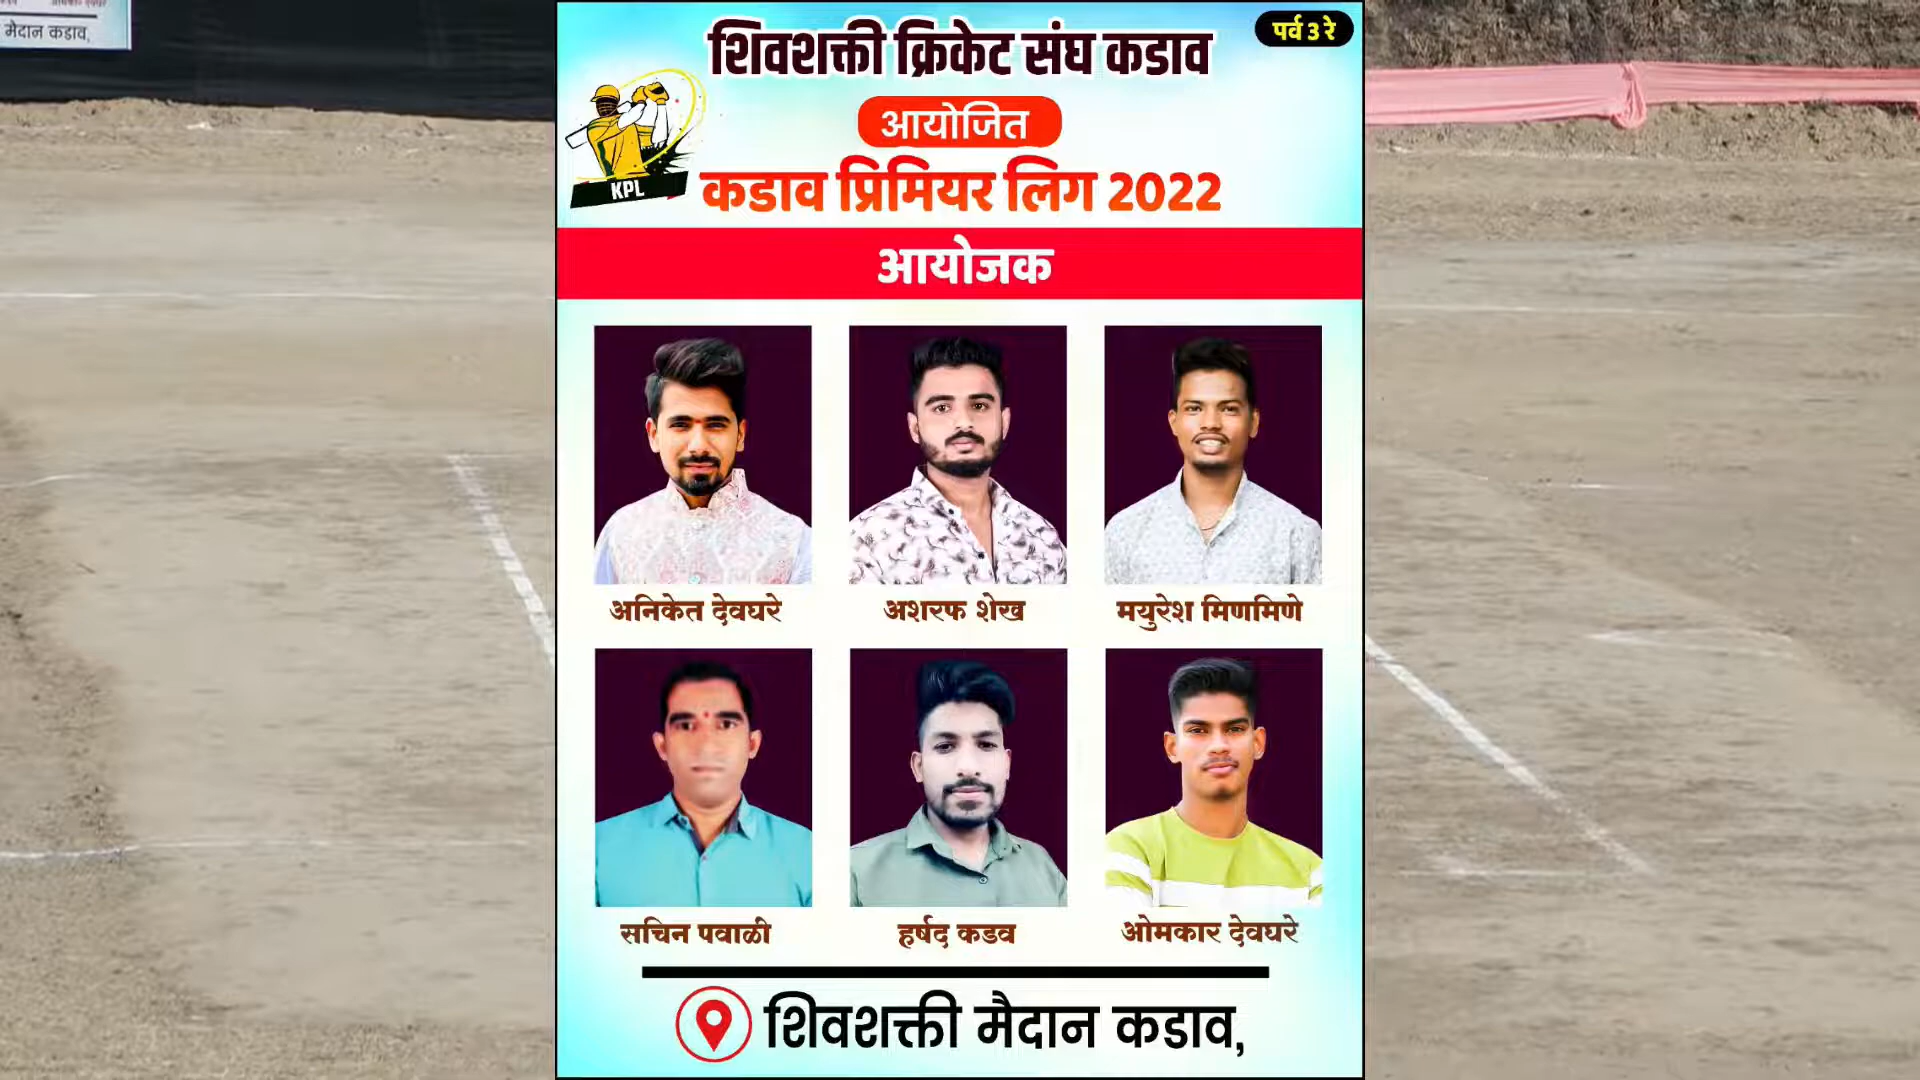 मैदान कडाव,
पर्व 3 रे
शिवशक्ती क्रिकेट संघ कडाव
आयोजित
KPL
कडाव प्रिमियर लिग 2022
आयोजक
अनिकेत देवघरे
अशरफ शेख
मयुरेश मिणमिणे
सचिन पवाळी
हर्षद कडव
ओमकार देवघरे
शिवशक्ती मैदान कडाव,